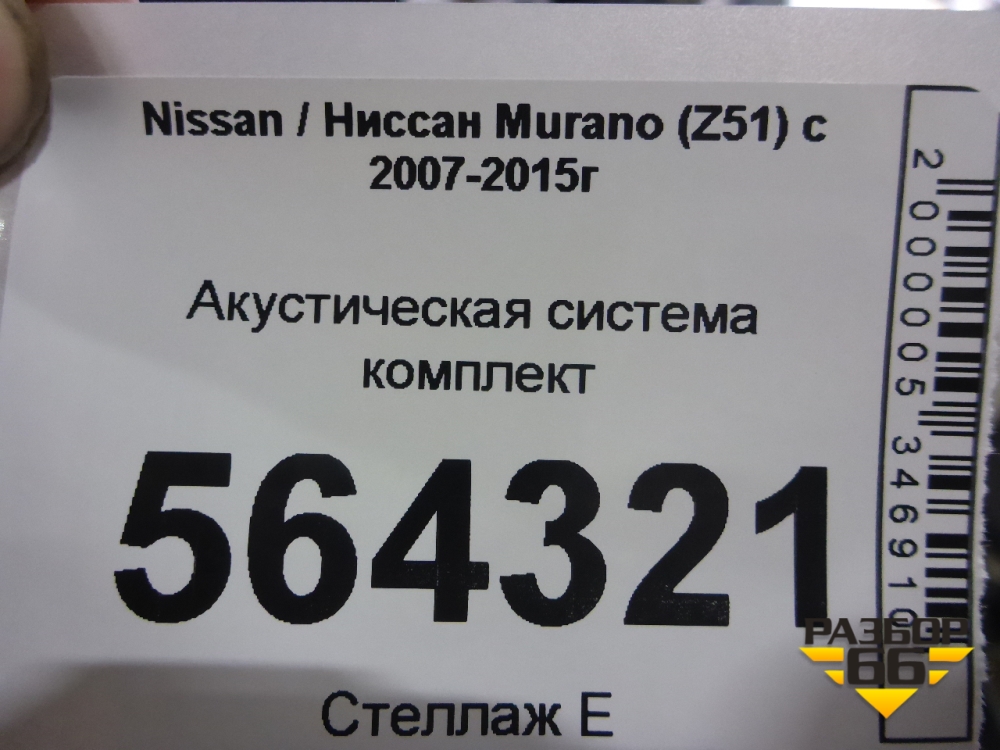 Nissan / Ниссан Murano (Z51) с
2007-2015г
Акустическая система
комплект
564321
Стеллаж Е
2000005346910
РАЗБОР
66